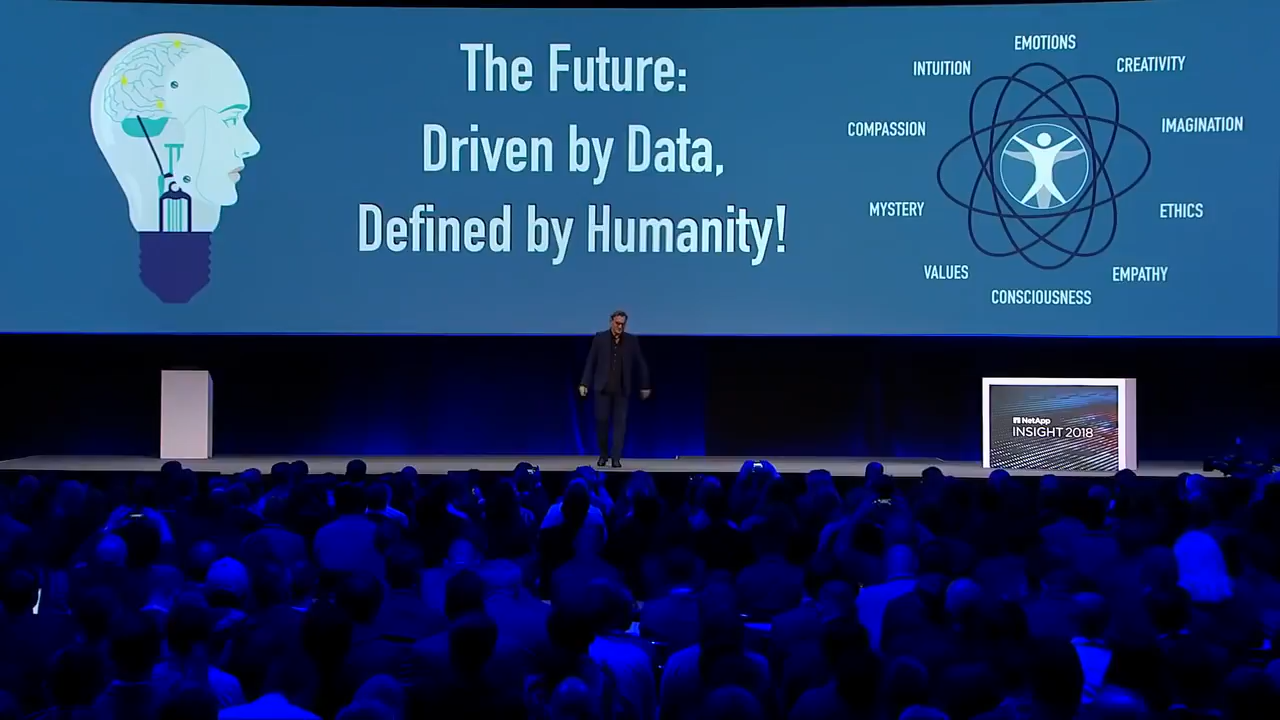 The Future:
Driven by Data,
Defined by Humanity!
EMOTIONS
INTUITION
CREATIVITY
COMPASSION
IMAGINATION
MYSTERY
ETHICS
VALUES
EMPATHY
CONSCIOUSNESS
NetApp
INSIGHT 2018